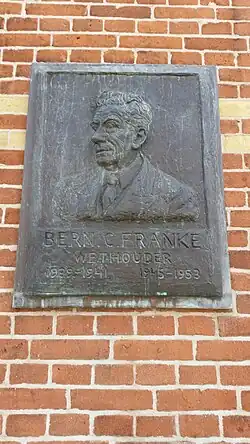 BERN. C. FRANKE
WETHOUDER
1939-1941 1945-1953